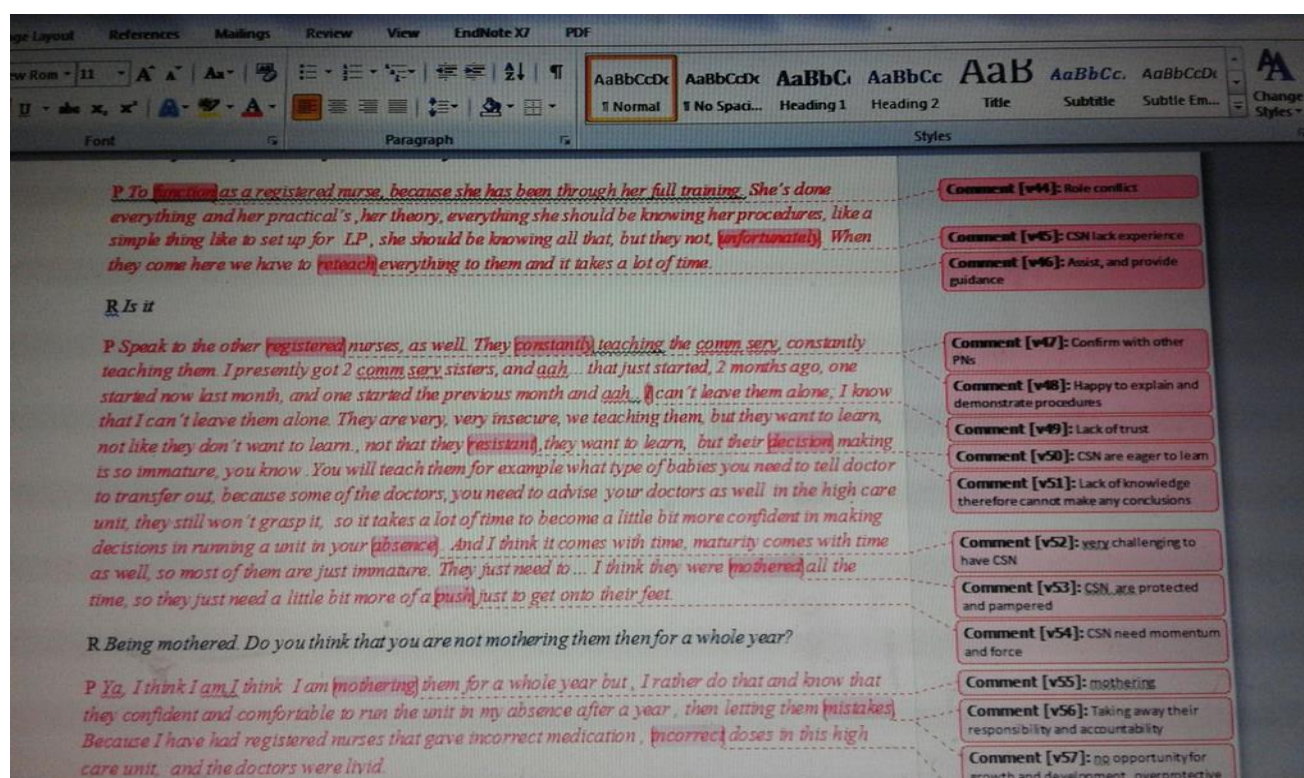 ge Layout References Mailings Review View EndNote X7 PDF
w Rom 11 A A Aa
AaBbCcDc AaBbCcDc AaBbC AaBbCc AaB AaBbCc. AaBbCcDc
U abc x, x² A A
¶ Normal ¶ No Spaci... Heading 1 Heading 2 Title Subtitle Subtle Em... Change Styles
Font Paragraph Styles
P To function as a registered nurse, because she has been through her full training. She's done
everything and her practical's ,her theory, everything she should be knowing her procedures, like a
simple thing like to set up for LP , she should be knowing all that, but they not, unfortunately. When
they come here we have to reteach everything to them and it takes a lot of time.
R Is it
P Speak to the other registered nurses, as well. They constantly teaching the comm serv, constantly
teaching them. I presently got 2 comm serv sisters, and aah... that just started, 2 months ago, one
started now last month, and one started the previous month and aah.. I can't leave them alone, I know
that I can't leave them alone. They are very, very insecure, we teaching them, but they want to learn,
not like they don't want to learn., not that they resistant, they want to learn, but their decision making
is so immature, you know . You will teach them for example what type of babies you need to tell doctor
to transfer out, because some of the doctors, you need to advise your doctors as well in the high care
unit, they still won't grasp it, so it takes a lot of time to become a little bit more confident in making
decisions in running a unit in your absence. And I think it comes with time, maturity comes with time
as well, so most of them are just immature. They just need to... I think they were mothered all the
time, so they just need a little bit more of a push just to get onto their feet.
R Being mothered. Do you think that you are not mothering them then for a whole year?
P Ya, I think I am I think I am mothering them for a whole year but , I rather do that and know that
they confident and comfortable to run the unit in my absence after a year , then letting them mistakes
Because I have had registered nurses that gave incorrect medication , incorrect doses in this high
care unit, and the doctors were livid.
Comment [v44]: Role conflict
Comment [v45]: CSN lack experience
Comment [v46]: Assist, and provide
guidance
Comment [v47]: Confirm with other
PNs
Comment [v48]: Happy to explain and
demonstrate procedures
Comment [v49]: Lack of trust
Comment [v50]: CSN are eager to learn
Comment [v51]: Lack of knowledge
therefore cannot make any conclusions
Comment [v52]: very challenging to
have CSN
Comment [v53]: CSN are protected
and pampered
Comment [v54]: CSN need momentum
and force
Comment [v55]: mothering
Comment [v56]: Taking away their
responsibility and accountability
Comment [v57]: no opportunity for
growth and development, overprotective